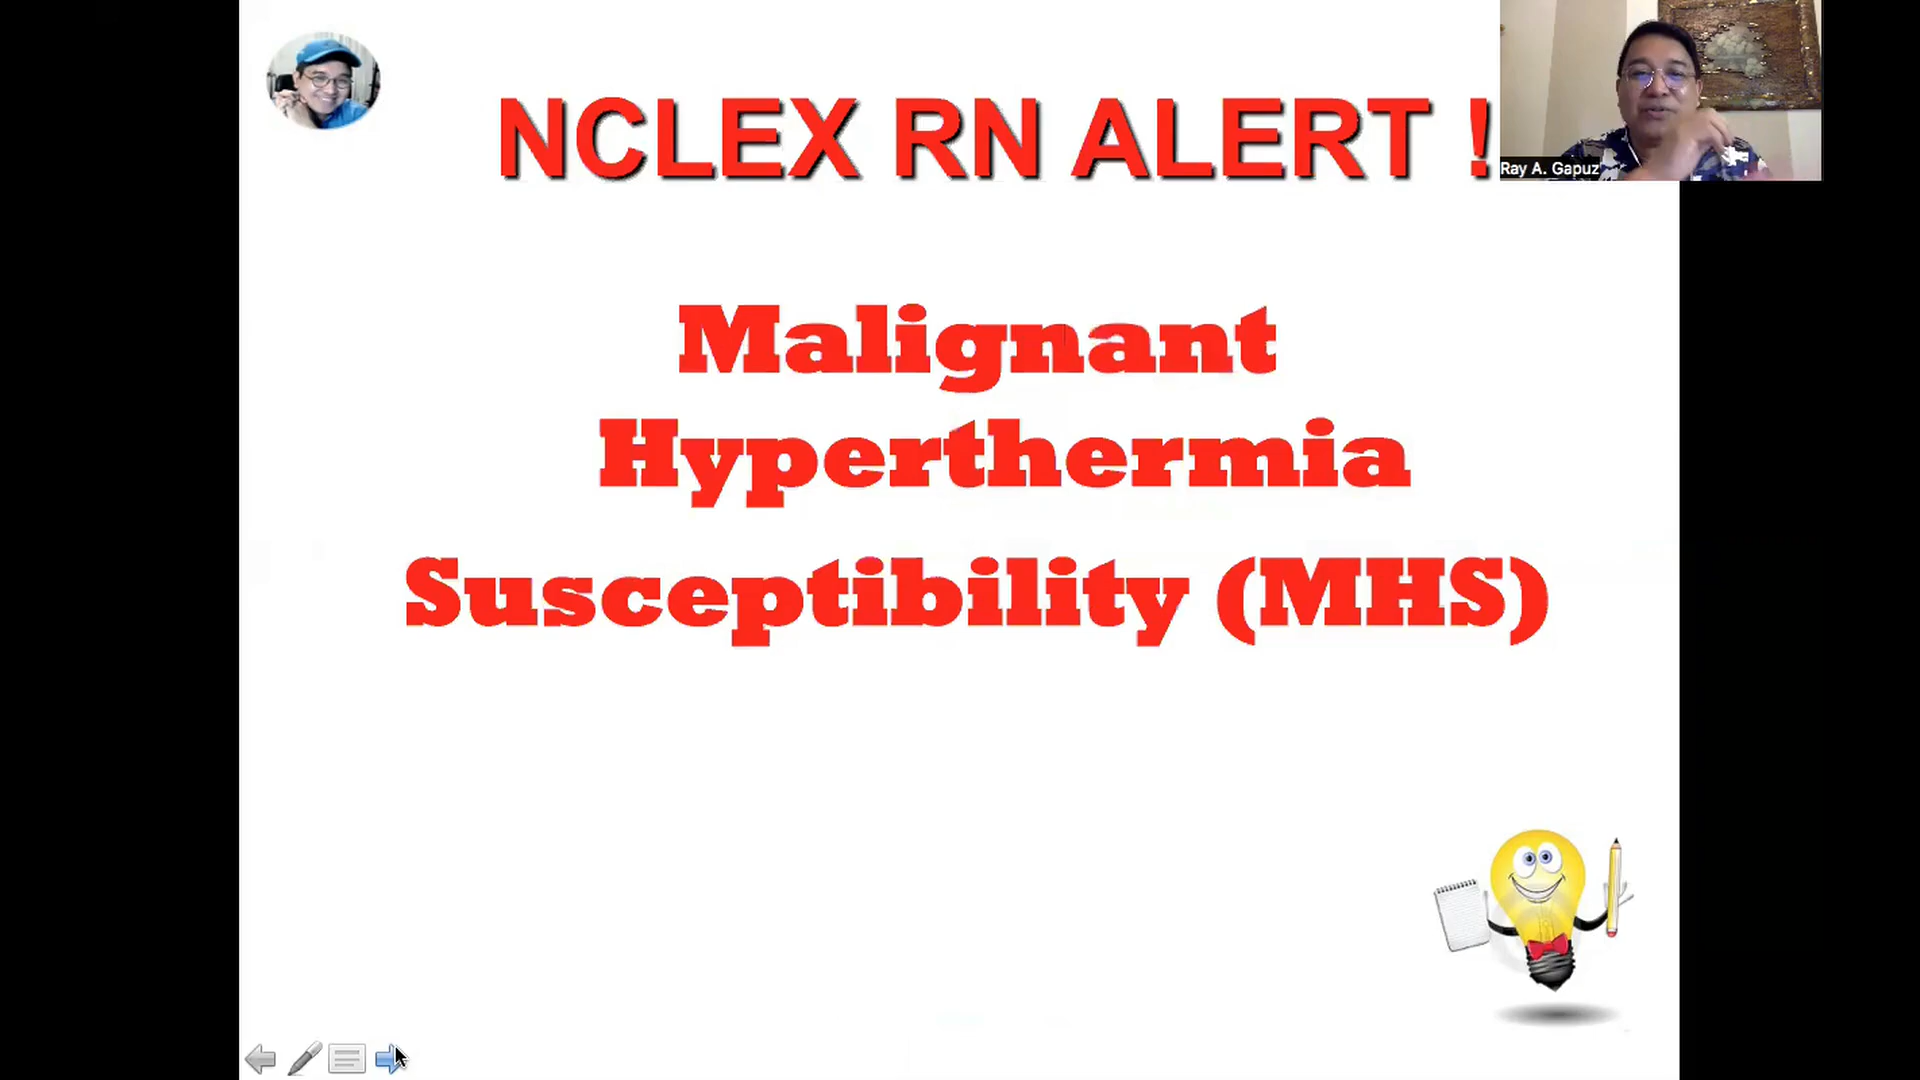 NCLEX RN ALERT !
Ray A. Gapuz
Malignant
Hyperthermia
Susceptibility (MHS)